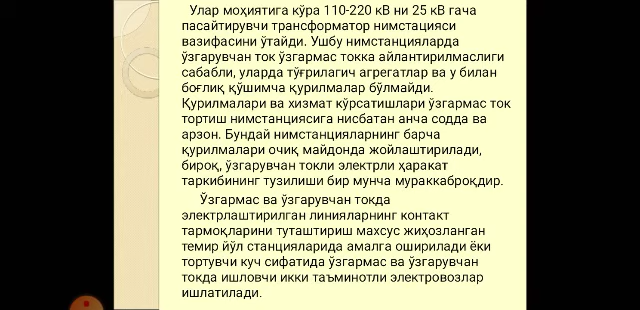 Улар моҳиятига кўра 110-220 кВ ни 25 кВ гача
пасайтирувчи трансформатор нимстацияси
вазифасини ўтайди. Ушбу нимстанцияларда
ўзгарувчан ток ўзгармас токка айлантирилмаслиги
сабабли, уларда тўғрилагич агрегатлар ва у билан
боғлиқ қўшимча қурилмалар бўлмайди.
Қурилмалари ва хизмат кўрсатишлари ўзгармас ток
тортиш нимстанциясига нисбатан анча содда ва
арзон. Бундай нимстанцияларнинг барча
қурилмалари очиқ майдонда жойлаштирилади,
бироқ, ўзгарувчан токли электрли ҳаракат
таркибининг тузилиши бир мунча мураккаброқдир.
Ўзгармас ва ўзгарувчан токда
электрлаштирилган линияларнинг контакт
тармоқларини туташтириш махсус жиҳозланган
темир йўл станцияларида амалга оширилади ёки
тортувчи куч сифатида ўзгармас ва ўзгарувчан
токда ишловчи икки таъминотли электровозлар
ишлатилади.